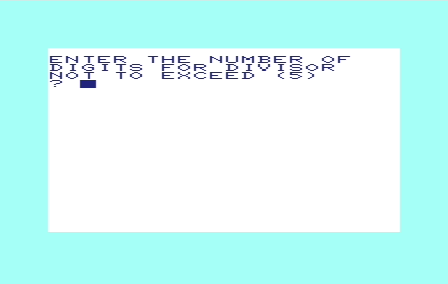 ENTER THE NUMBER OF
DIGITS FOR DIVISOR
NOT TO EXCEED (5)
?